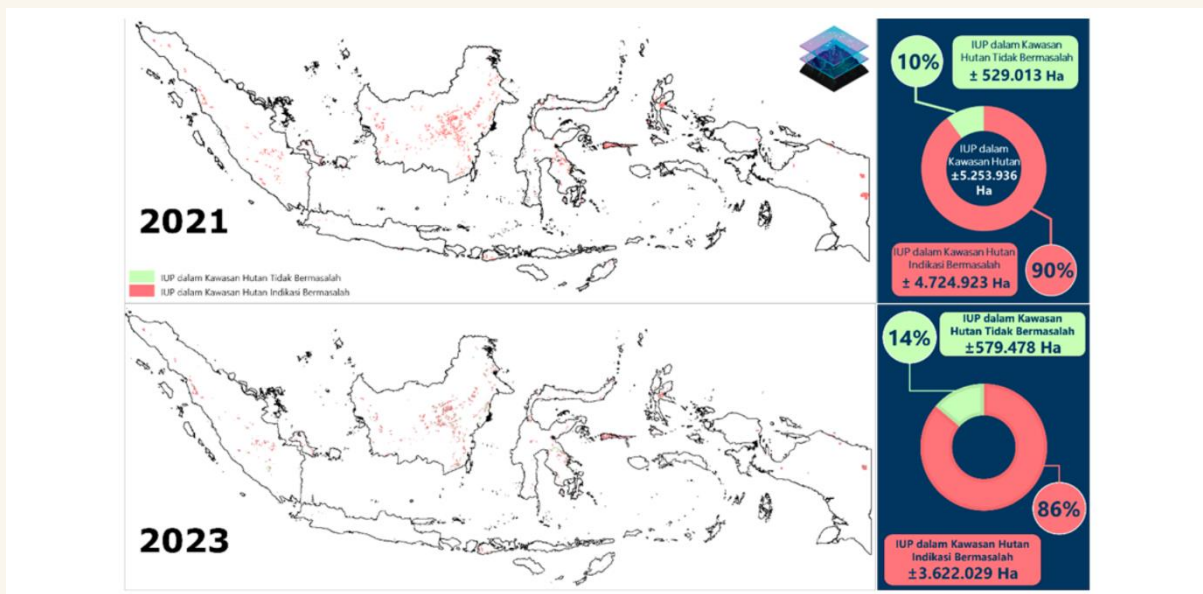 2021
IUP dalam Kawasan Hutan Tidak Bermasalah
IUP dalam Kawasan Hutan Indikasi Bermasalah
10%
IUP dalam Kawasan
Hutan Tidak Bermasalah
± 529.013 Ha
IUP dalam
Kawasan Hutan
±5.253.936
Ha
IUP dalam Kawasan Hutan
Indikasi Bermasalah
± 4.724.923 Ha
90%
2023
14%
IUP dalam Kawasan
Hutan Tidak Bermasalah
±579.478 Ha
86%
IUP dalam Kawasan Hutan
Indikasi Bermasalah
±3.622.029 Ha